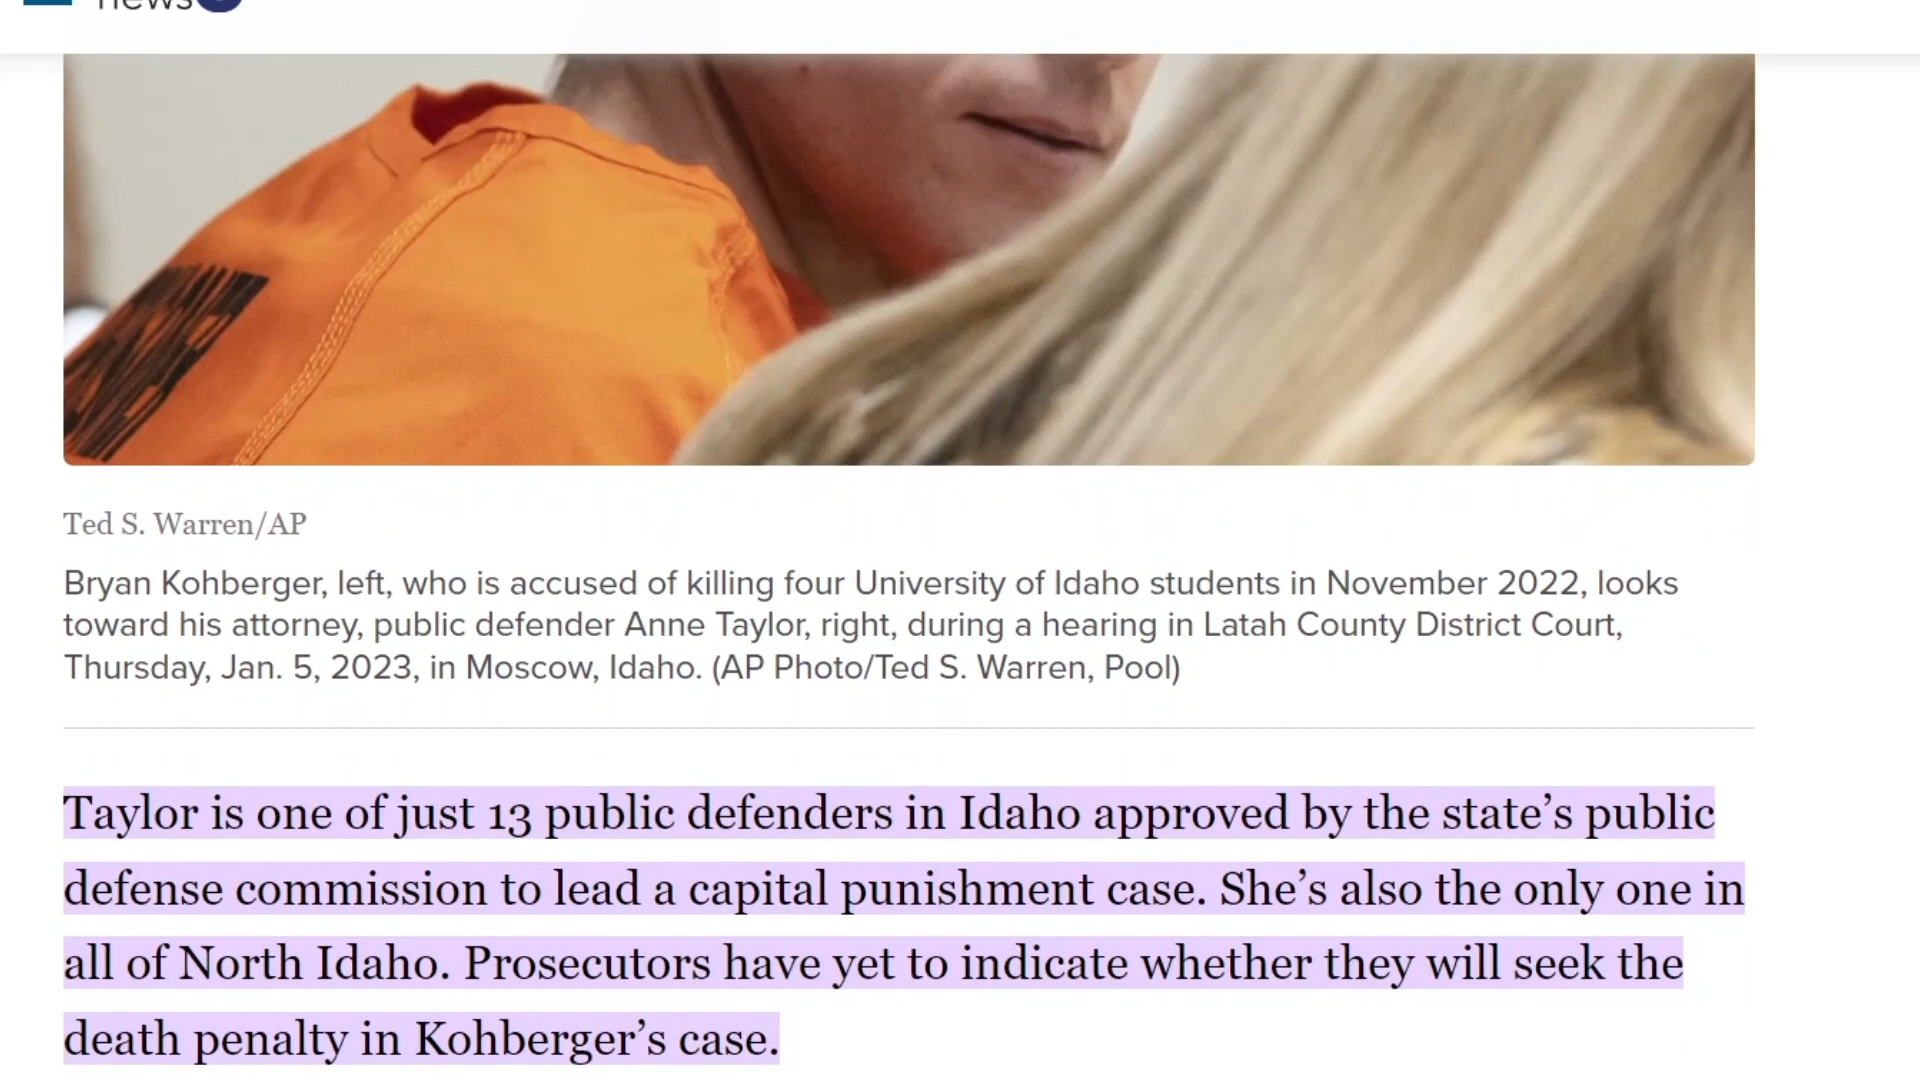 news
Ted S. Warren/AP
Bryan Kohberger, left, who is accused of killing four University of Idaho students in November 2022, looks
toward his attorney, public defender Anne Taylor, right, during a hearing in Latah County District Court,
Thursday, Jan. 5, 2023, in Moscow, Idaho. (AP Photo/Ted S. Warren, Pool)
Taylor is one of just 13 public defenders in Idaho approved by the state’s public
defense commission to lead a capital punishment case. She’s also the only one in
all of North Idaho. Prosecutors have yet to indicate whether they will seek the
death penalty in Kohberger’s case.